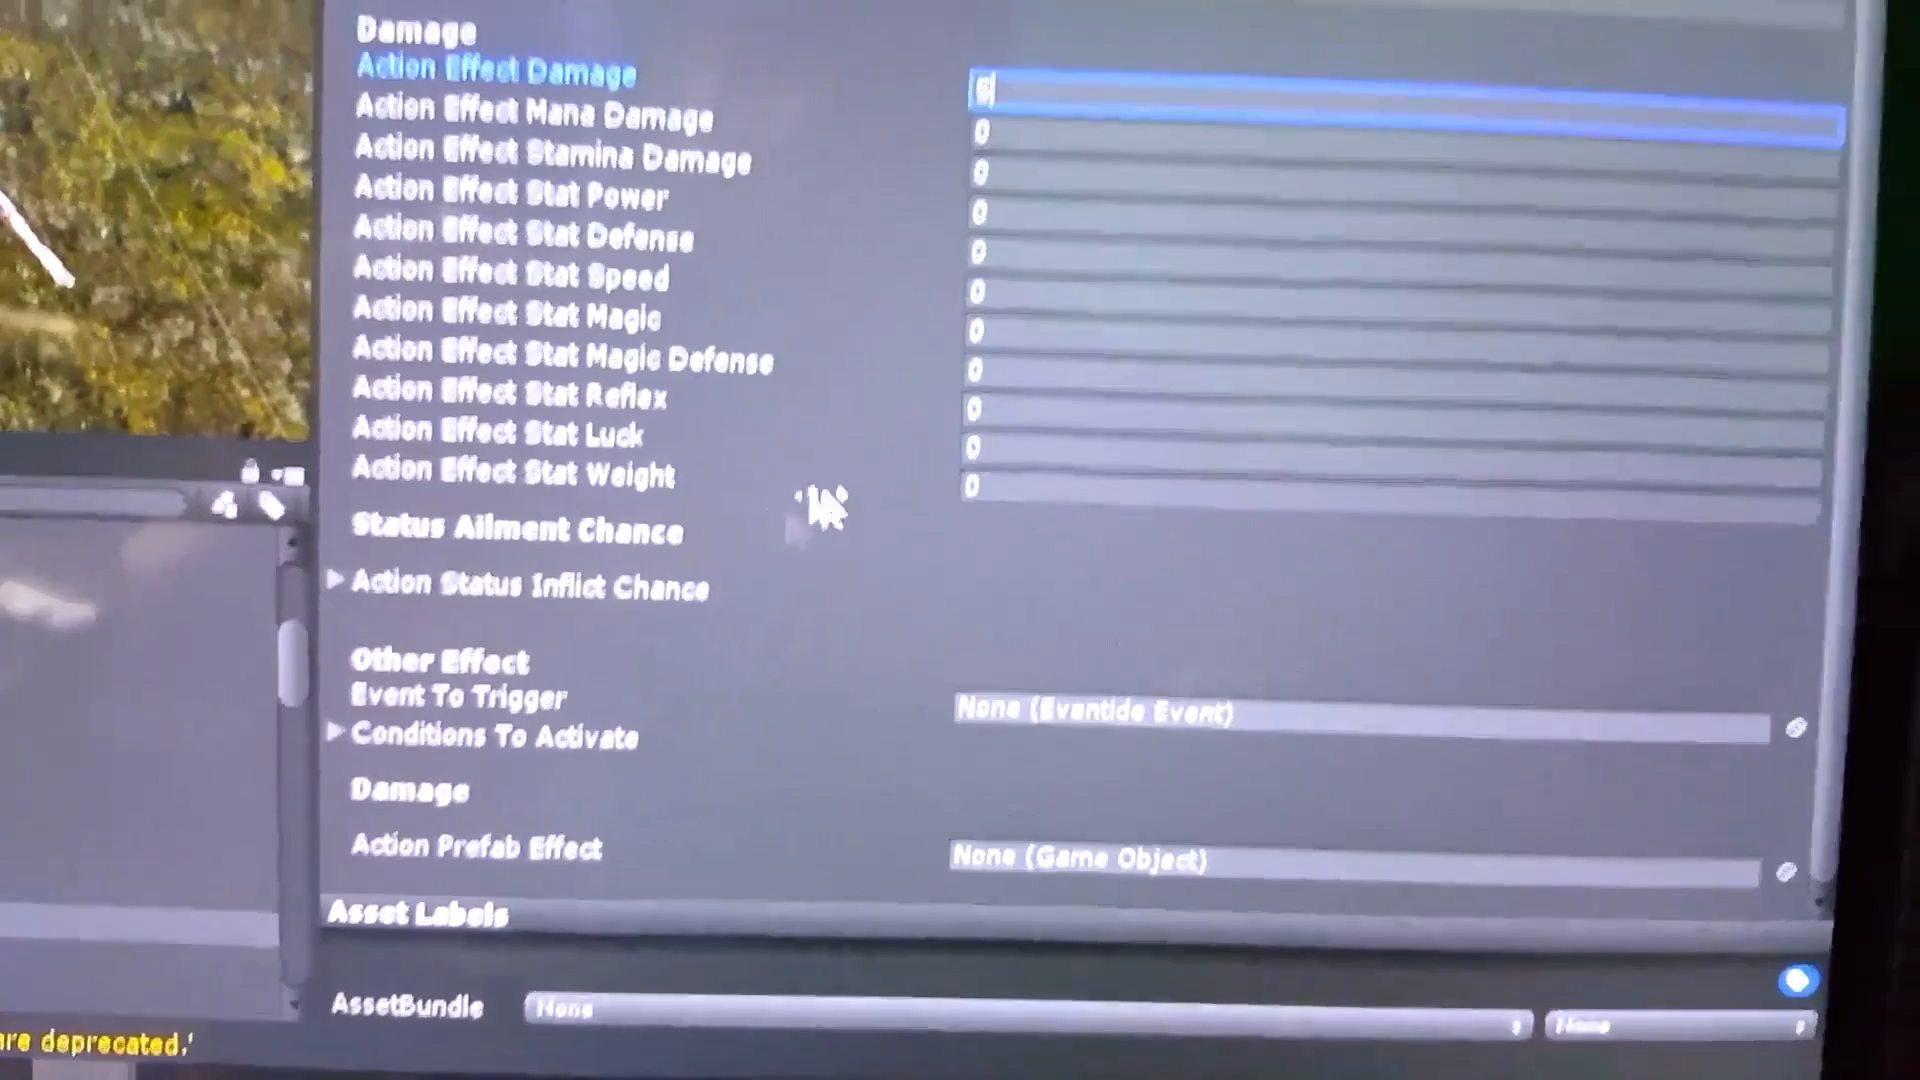 Damage
Action Effect Damage
Action Effect Mana Damage 0
Action Effect Stamina Damage 0
Action Effect Stat Power 0
Action Effect Stat Defense 0
Action Effect Stat Speed 0
Action Effect Stat Magic 0
Action Effect Stat Magic Defense 0
Action Effect Stat Reflex 0
Action Effect Stat Luck 0
Action Effect Stat Weight 0
Status Ailment Chance
Action Status Inflict Chance
Other Effect
Event To Trigger None (Eventide Event)
Conditions To Activate
Damage
Action Prefab Effect None (Game Object)
Asset Labels
AssetBundle None None
are deprecated.'